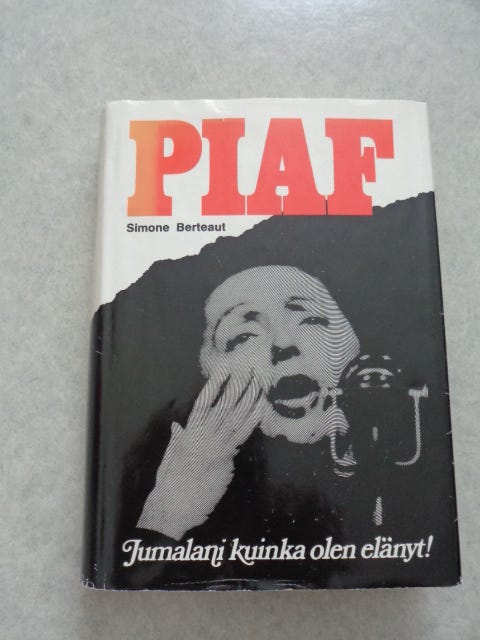 PIAF
Simone Berteaut
Jumalani kuinka olen elänyt!